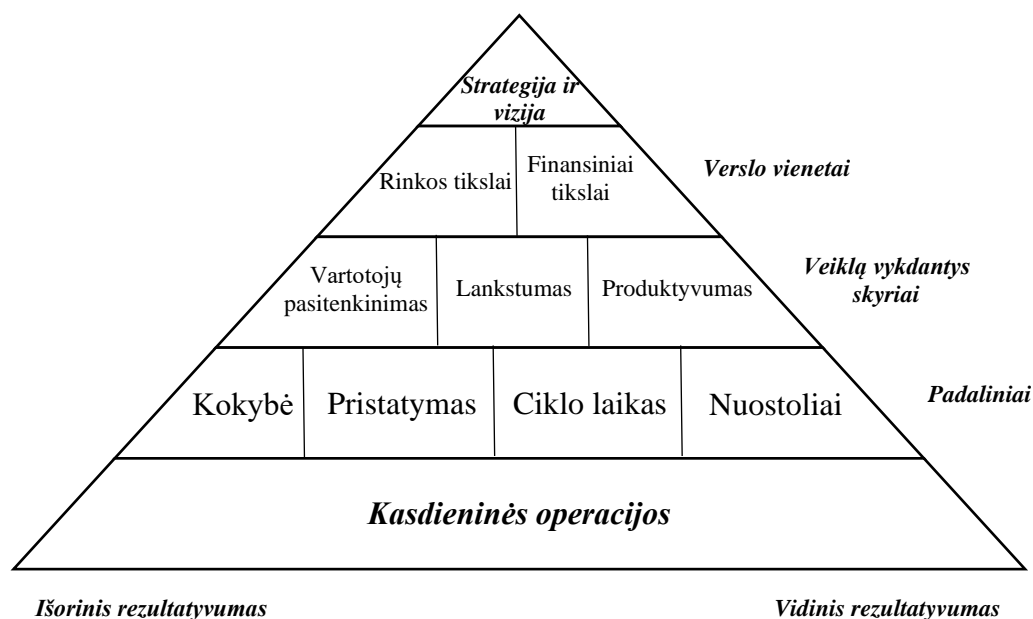 Strategija ir
vizija
Rinkos tikslai
Finansiniai
tikslai
Verslo vienetai
Vartotojų
pasitenkinimas
Lankstumas
Produktyvumas
Veiklą vykdantys
skyriai
Kokybė
Pristatymas
Ciklo laikas
Nuostoliai
Padaliniai
Kasdieninės operacijos
Išorinis rezultatyvumas
Vidinis rezultatyvumas